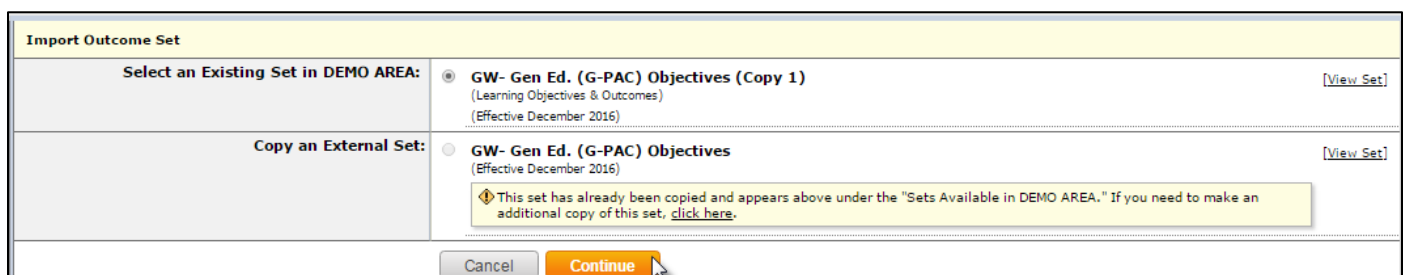 Import Outcome Set
Select an Existing Set in DEMO AREA:
GW- Gen Ed. (G-PAC) Objectives (Copy 1)
[View Set]
(Learning Objectives & Outcomes)
(Effective December 2016)
Copy an External Set:
GW- Gen Ed. (G-PAC) Objectives
[View Set]
(Effective December 2016)
This set has already been copied and appears above under the "Sets Available in DEMO AREA." If you need to make an
additional copy of this set, click here.
Cancel
Continue